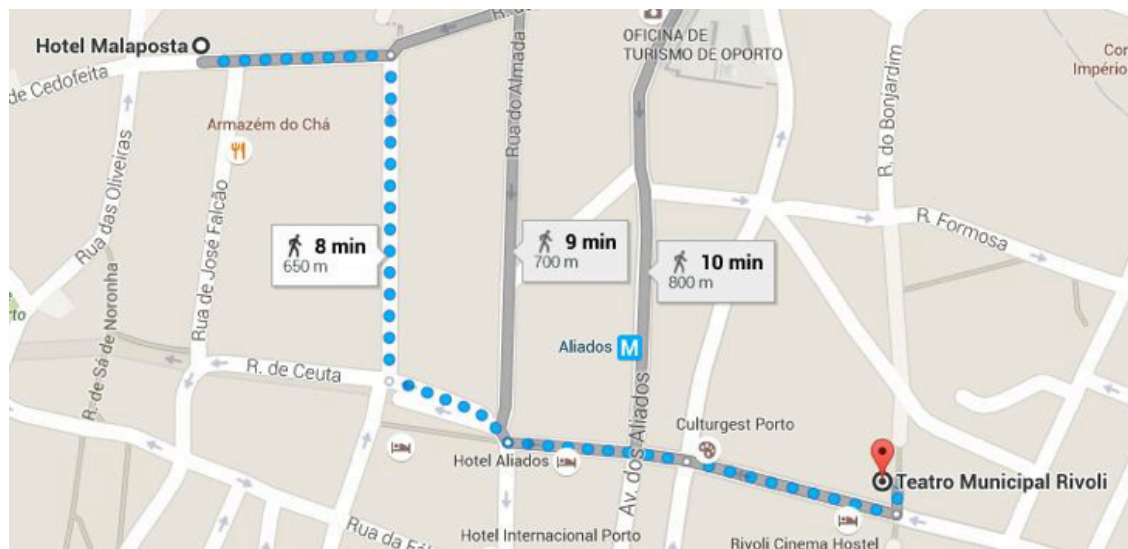 Hotel Malaposta
de Cedofeita
R. d
OFICINA DE
TURISMO DE OPORTO
Cor
Império
Rua do Almada
R. do Bonjardim
Armazém do Chá
Rua das Oliveiras
Rua de José Falcão
R. Formosa
8 min
650 m
9 min
700 m
10 min
800 m
R. de Sá de Noronha
to
Aliados M
R. de Ceuta
Av. dos Aliados
Culturgest Porto
Hotel Aliados
Teatro Municipal Rivoli
Rua da Fá
Hotel Internacional Porto
Rivoli Cinema Hostel